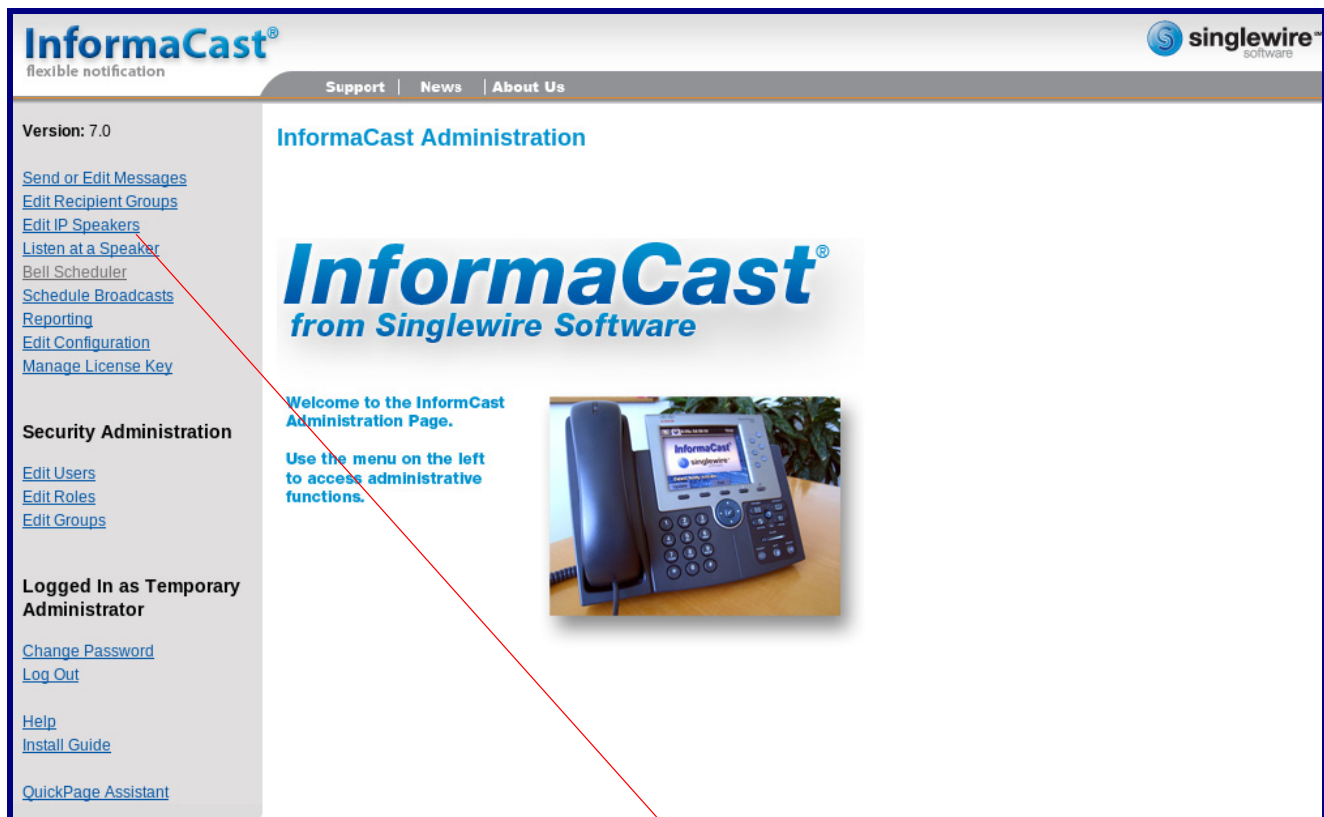 InformaCast®
flexible notification
singlewire
software
Support | News | About Us
Version: 7.0
Send or Edit Messages
Edit Recipient Groups
Edit IP Speakers
Listen at a Speaker
Bell Scheduler
Schedule Broadcasts
Reporting
Edit Configuration
Manage License Key
Security Administration
Edit Users
Edit Roles
Edit Groups
Logged In as Temporary
Administrator
Change Password
Log Out
Help
Install Guide
QuickPage Assistant
InformaCast Administration
InformaCast®
from Singlewire Software
Welcome to the InformCast
Administration Page.
Use the menu on the left
to access administrative
functions.
InformaCast
singlewire